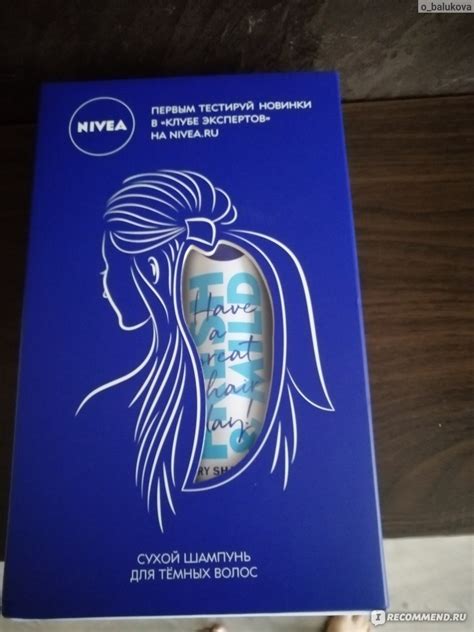 o_balukova
NIVEA
ПЕРВЫМ ТЕСТИРУЙ НОВИНКИ
В «КЛУБЕ ЭКСПЕРТОВ»
НА NIVEA.RU
Have
a
great
hair
day!
& MILD
СУХОЙ ШАМПУНЬ
ДЛЯ ТЁМНЫХ ВОЛОС
I RECOMMEND.RU